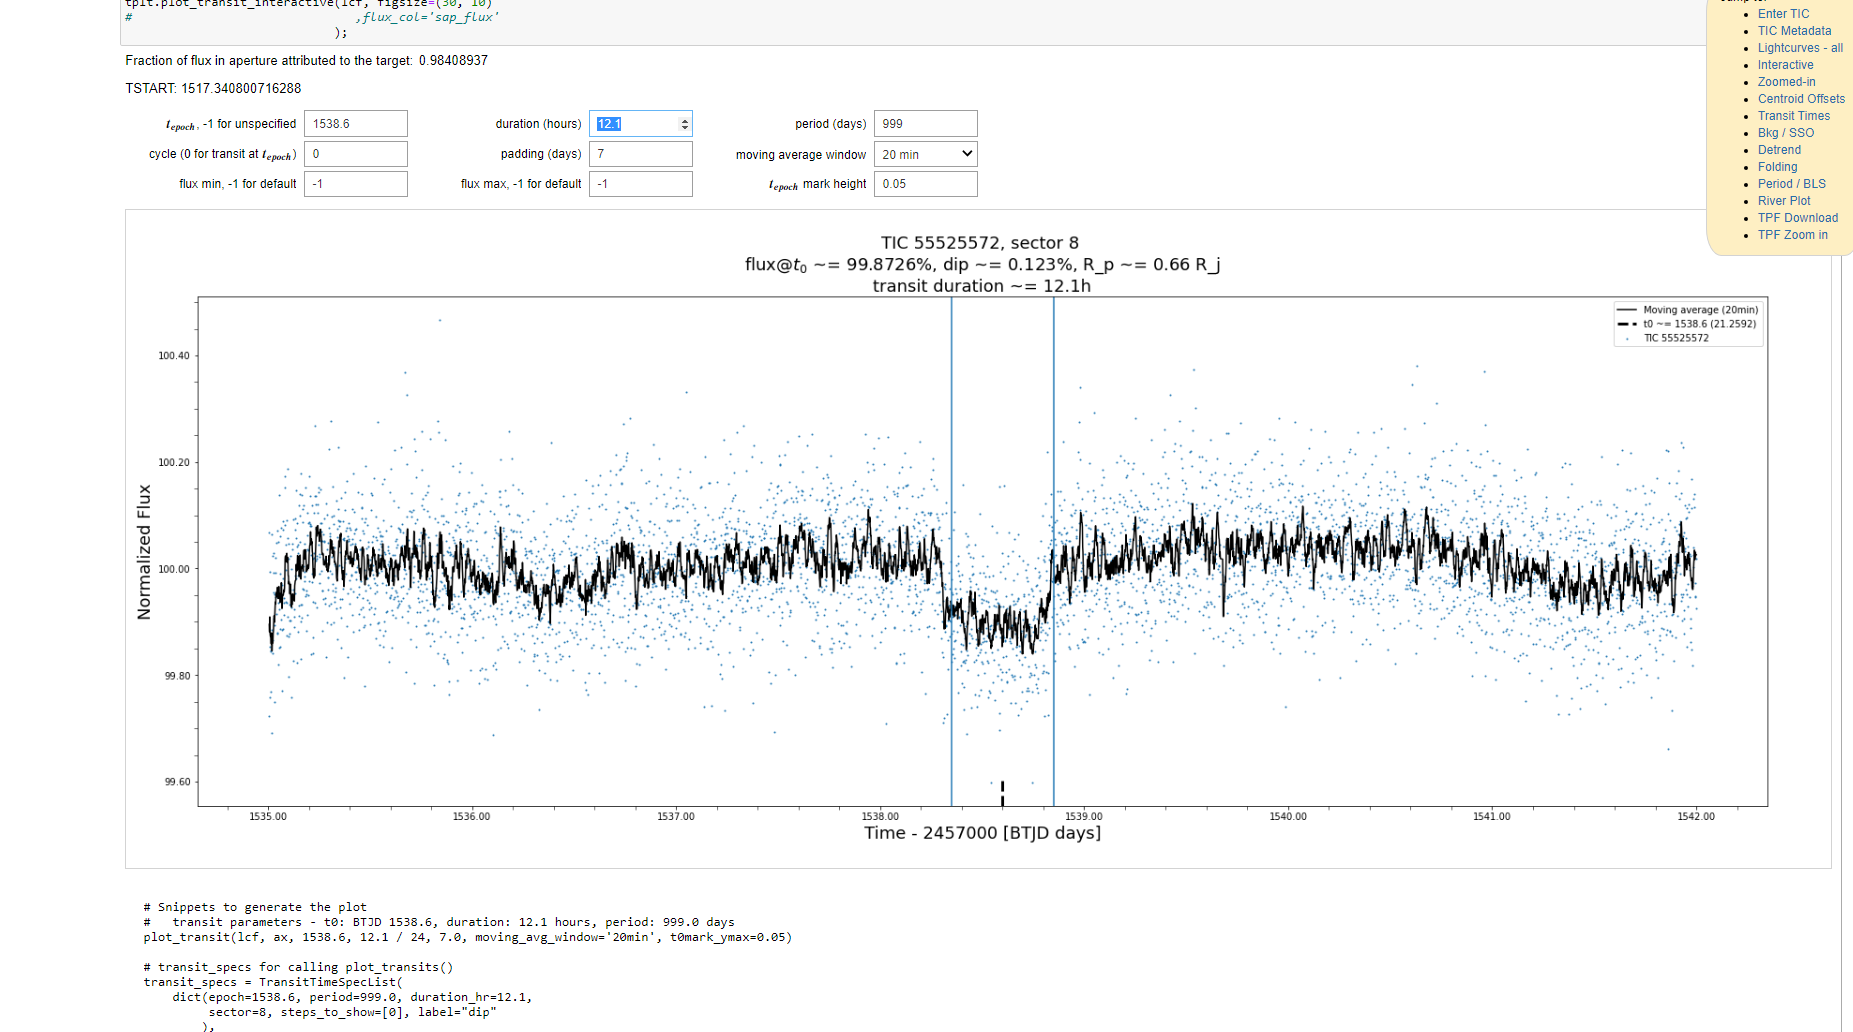 tplt.plot_transit_interactive(lcf, figsize=(30, 10)
# ,flux_col='sap_flux'
);
Fraction of flux in aperture attributed to the target: 0.98408937
TSTART: 1517.340800716288
t_epoch, -1 for unspecified 1538.6 duration (hours) 12.1 period (days) 999
cycle (0 for transit at t_epoch) 0 padding (days) 7 moving average window 20 min
flux min, -1 for default -1 flux max, -1 for default -1 t_epoch mark height 0.05
Enter TIC
TIC Metadata
Lightcurves - all
Interactive
Zoomed-in
Centroid Offsets
Transit Times
Bkg / SSO
Detrend
Folding
Period / BLS
River Plot
TPF Download
TPF Zoom in
TIC 55525572, sector 8
flux@t₀ ~= 99.8726%, dip ~= 0.123%, R_p ~= 0.66 R_j
transit duration ~= 12.1h
Moving average (20min)
t0 ~= 1538.6 (21.2592)
TIC 55525572
Normalized Flux
100.40
100.20
100.00
99.80
99.60
1535.00 1536.00 1537.00 1538.00 1539.00 1540.00 1541.00 1542.00
Time - 2457000 [BTJD days]
# Snippets to generate the plot
# transit parameters - t0: BTJD 1538.6, duration: 12.1 hours, period: 999.0 days
plot_transit(lcf, ax, 1538.6, 12.1 / 24, 7.0, moving_avg_window='20min', t0mark_ymax=0.05)
# transit_specs for calling plot_transits()
transit_specs = TransitTimeSpecList(
dict(epoch=1538.6, period=999.0, duration_hr=12.1,
sector=8, steps_to_show=[0], label="dip"
),